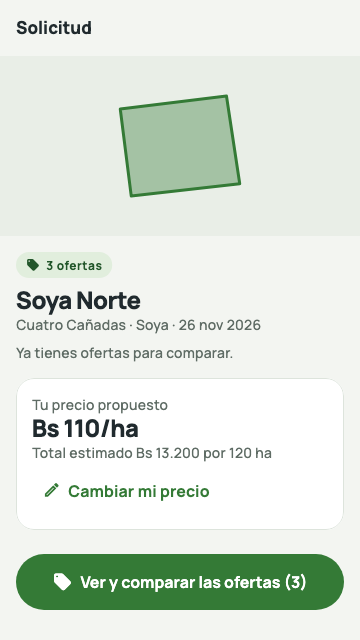 Solicitud
3 ofertas
Soya Norte
Cuatro Cañadas · Soya · 26 nov 2026
Ya tienes ofertas para comparar.
Tu precio propuesto
Bs 110/ha
Total estimado Bs 13.200 por 120 ha
Cambiar mi precio
Ver y comparar las ofertas (3)